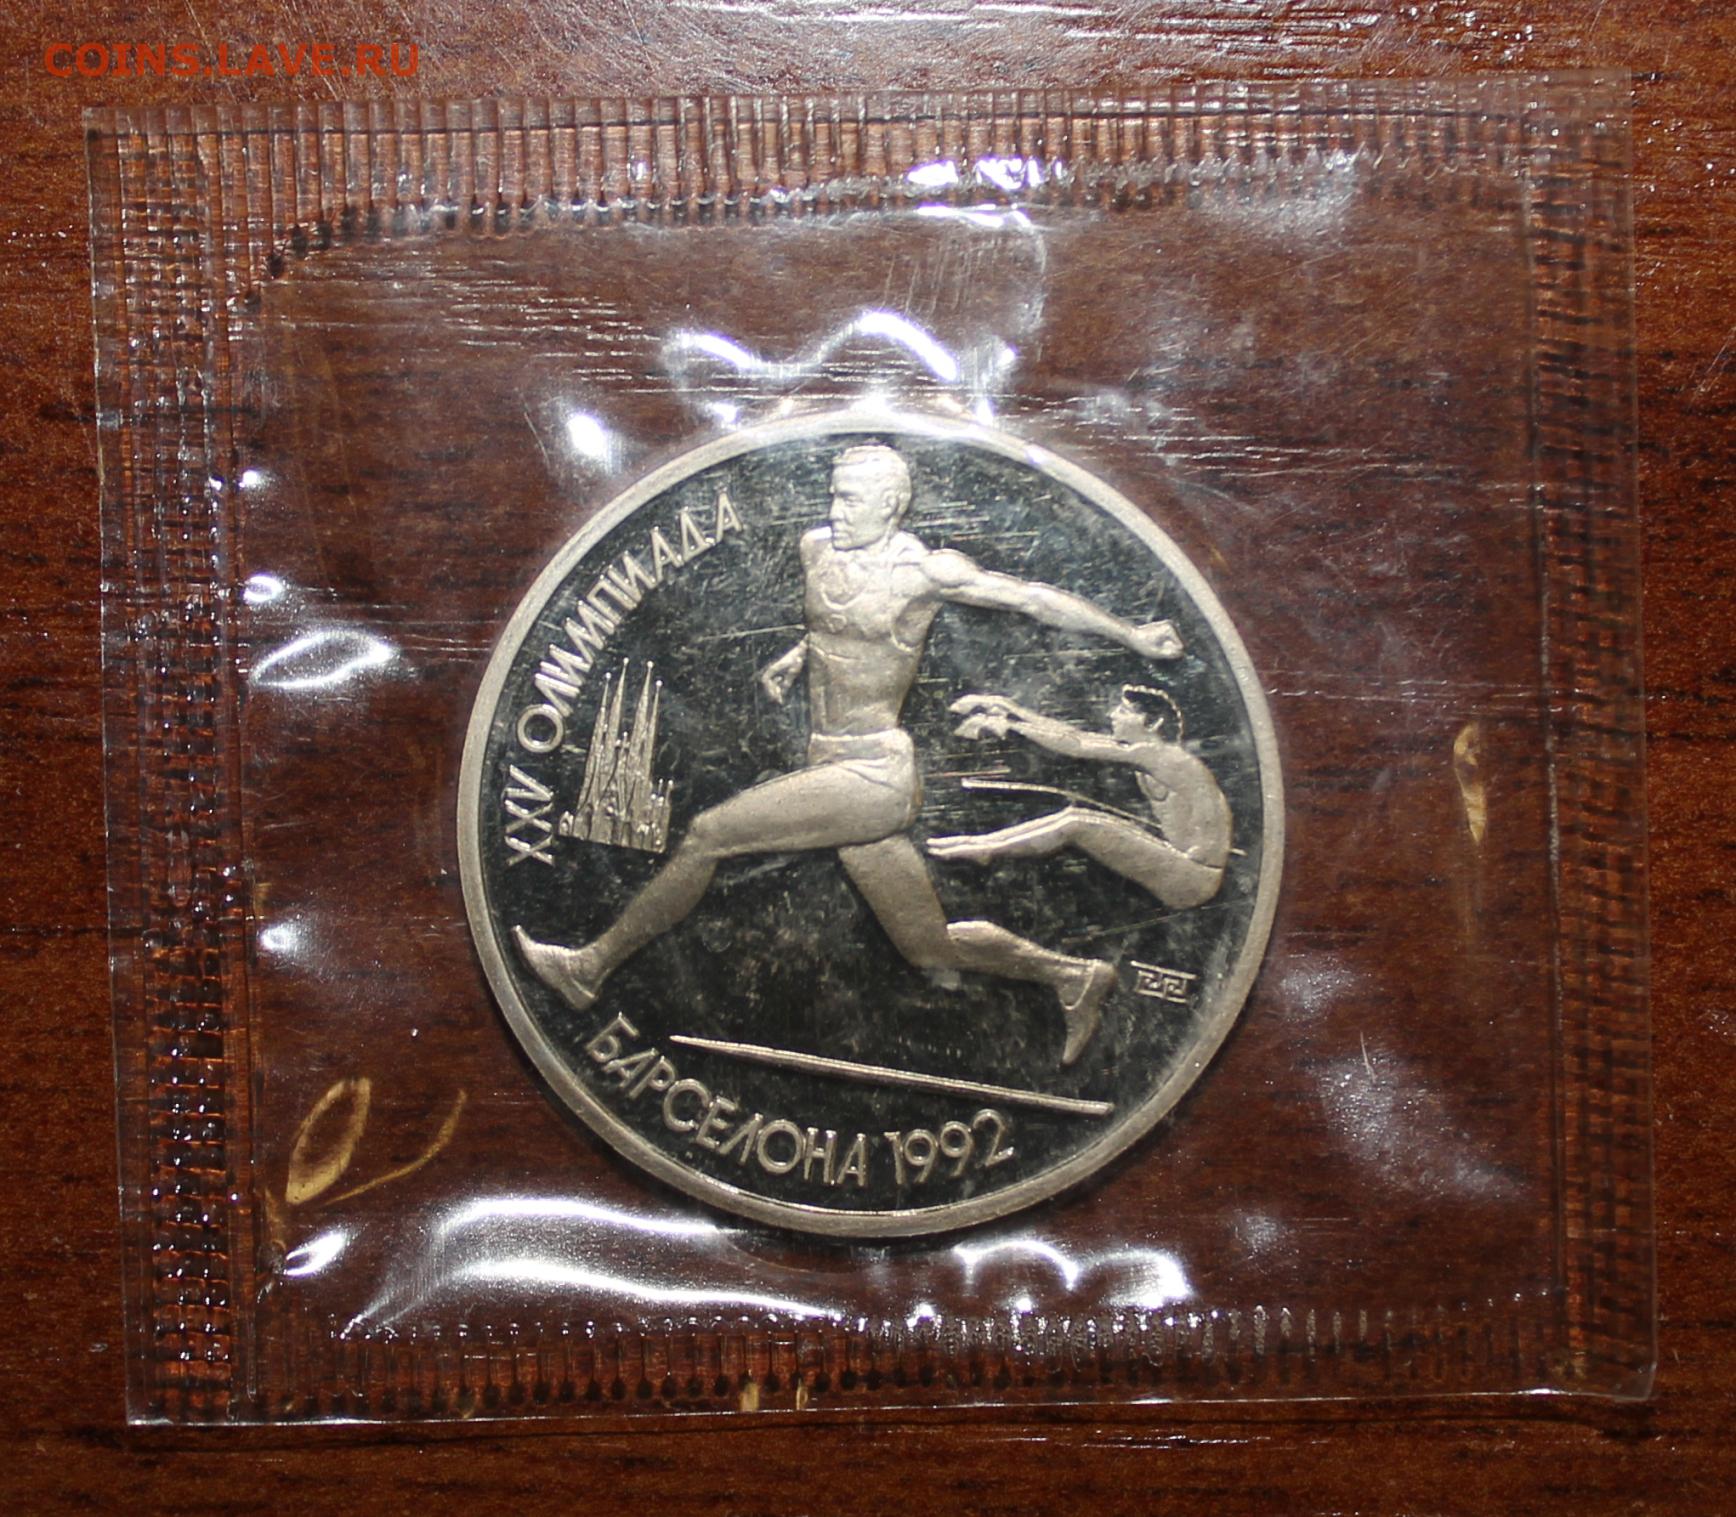 COINS.LAVE.RU
XXV ОЛИМПИАДА
БАРСЕЛОНА 1992